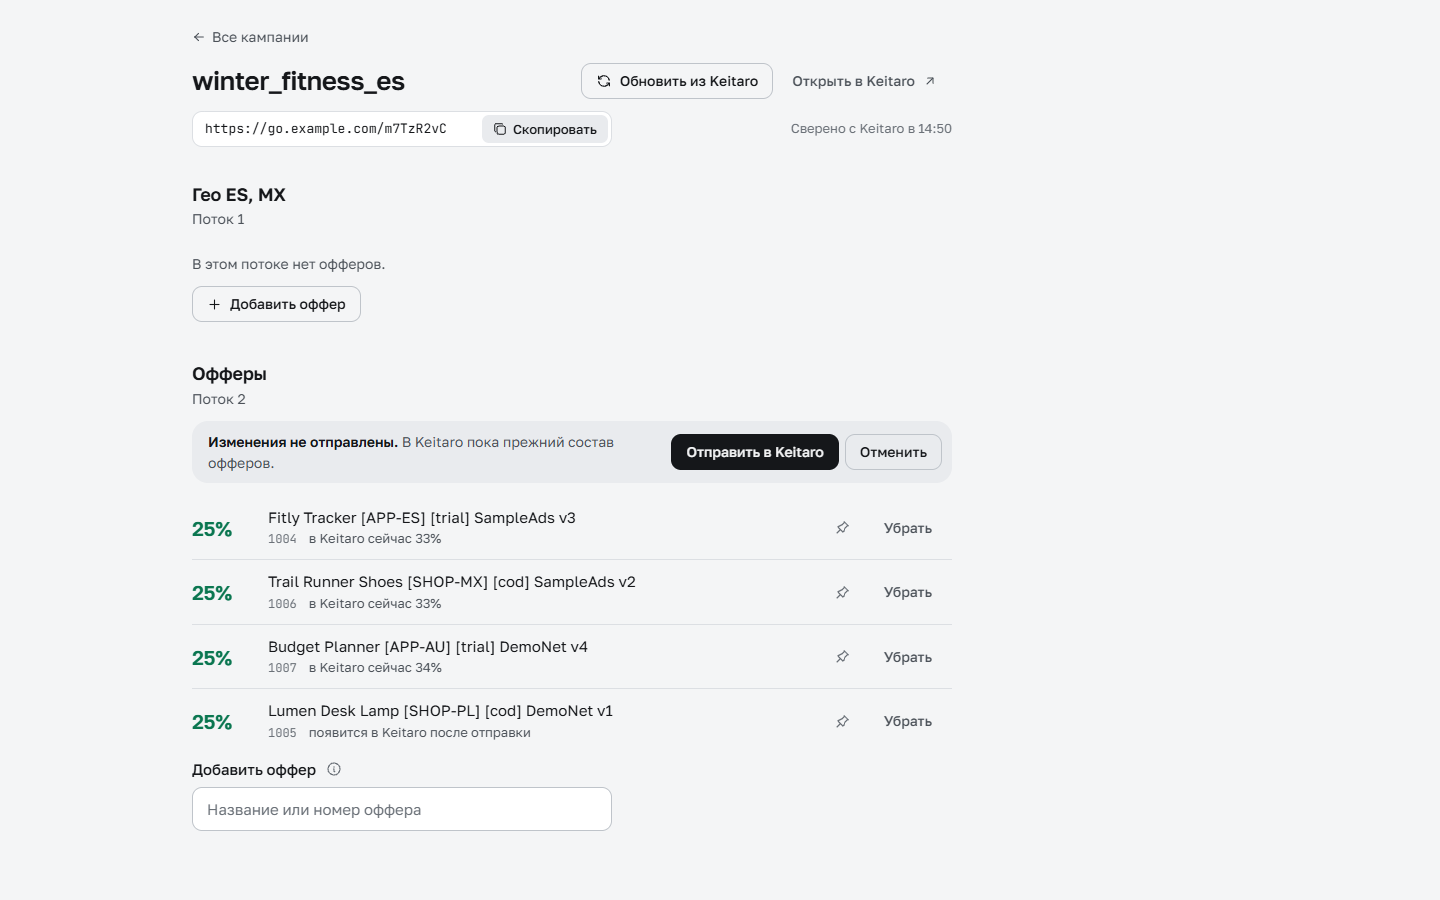 Все кампании
winter_fitness_es
Обновить из Keitaro
Открыть в Keitaro
https://go.example.com/m7TzR2vC
Скопировать
Сверено с Keitaro в 14:50
Гео ES, MX
Поток 1
В этом потоке нет офферов.
Добавить оффер
Офферы
Поток 2
Изменения не отправлены. В Keitaro пока прежний состав
офферов.
Отправить в Keitaro
Отменить
25%
Fitly Tracker [APP-ES] [trial] SampleAds v3
1004 в Keitaro сейчас 33%
Убрать
25%
Trail Runner Shoes [SHOP-MX] [cod] SampleAds v2
1006 в Keitaro сейчас 33%
Убрать
25%
Budget Planner [APP-AU] [trial] DemoNet v4
1007 в Keitaro сейчас 34%
Убрать
25%
Lumen Desk Lamp [SHOP-PL] [cod] DemoNet v1
1005 появится в Keitaro после отправки
Убрать
Добавить оффер
Название или номер оффера